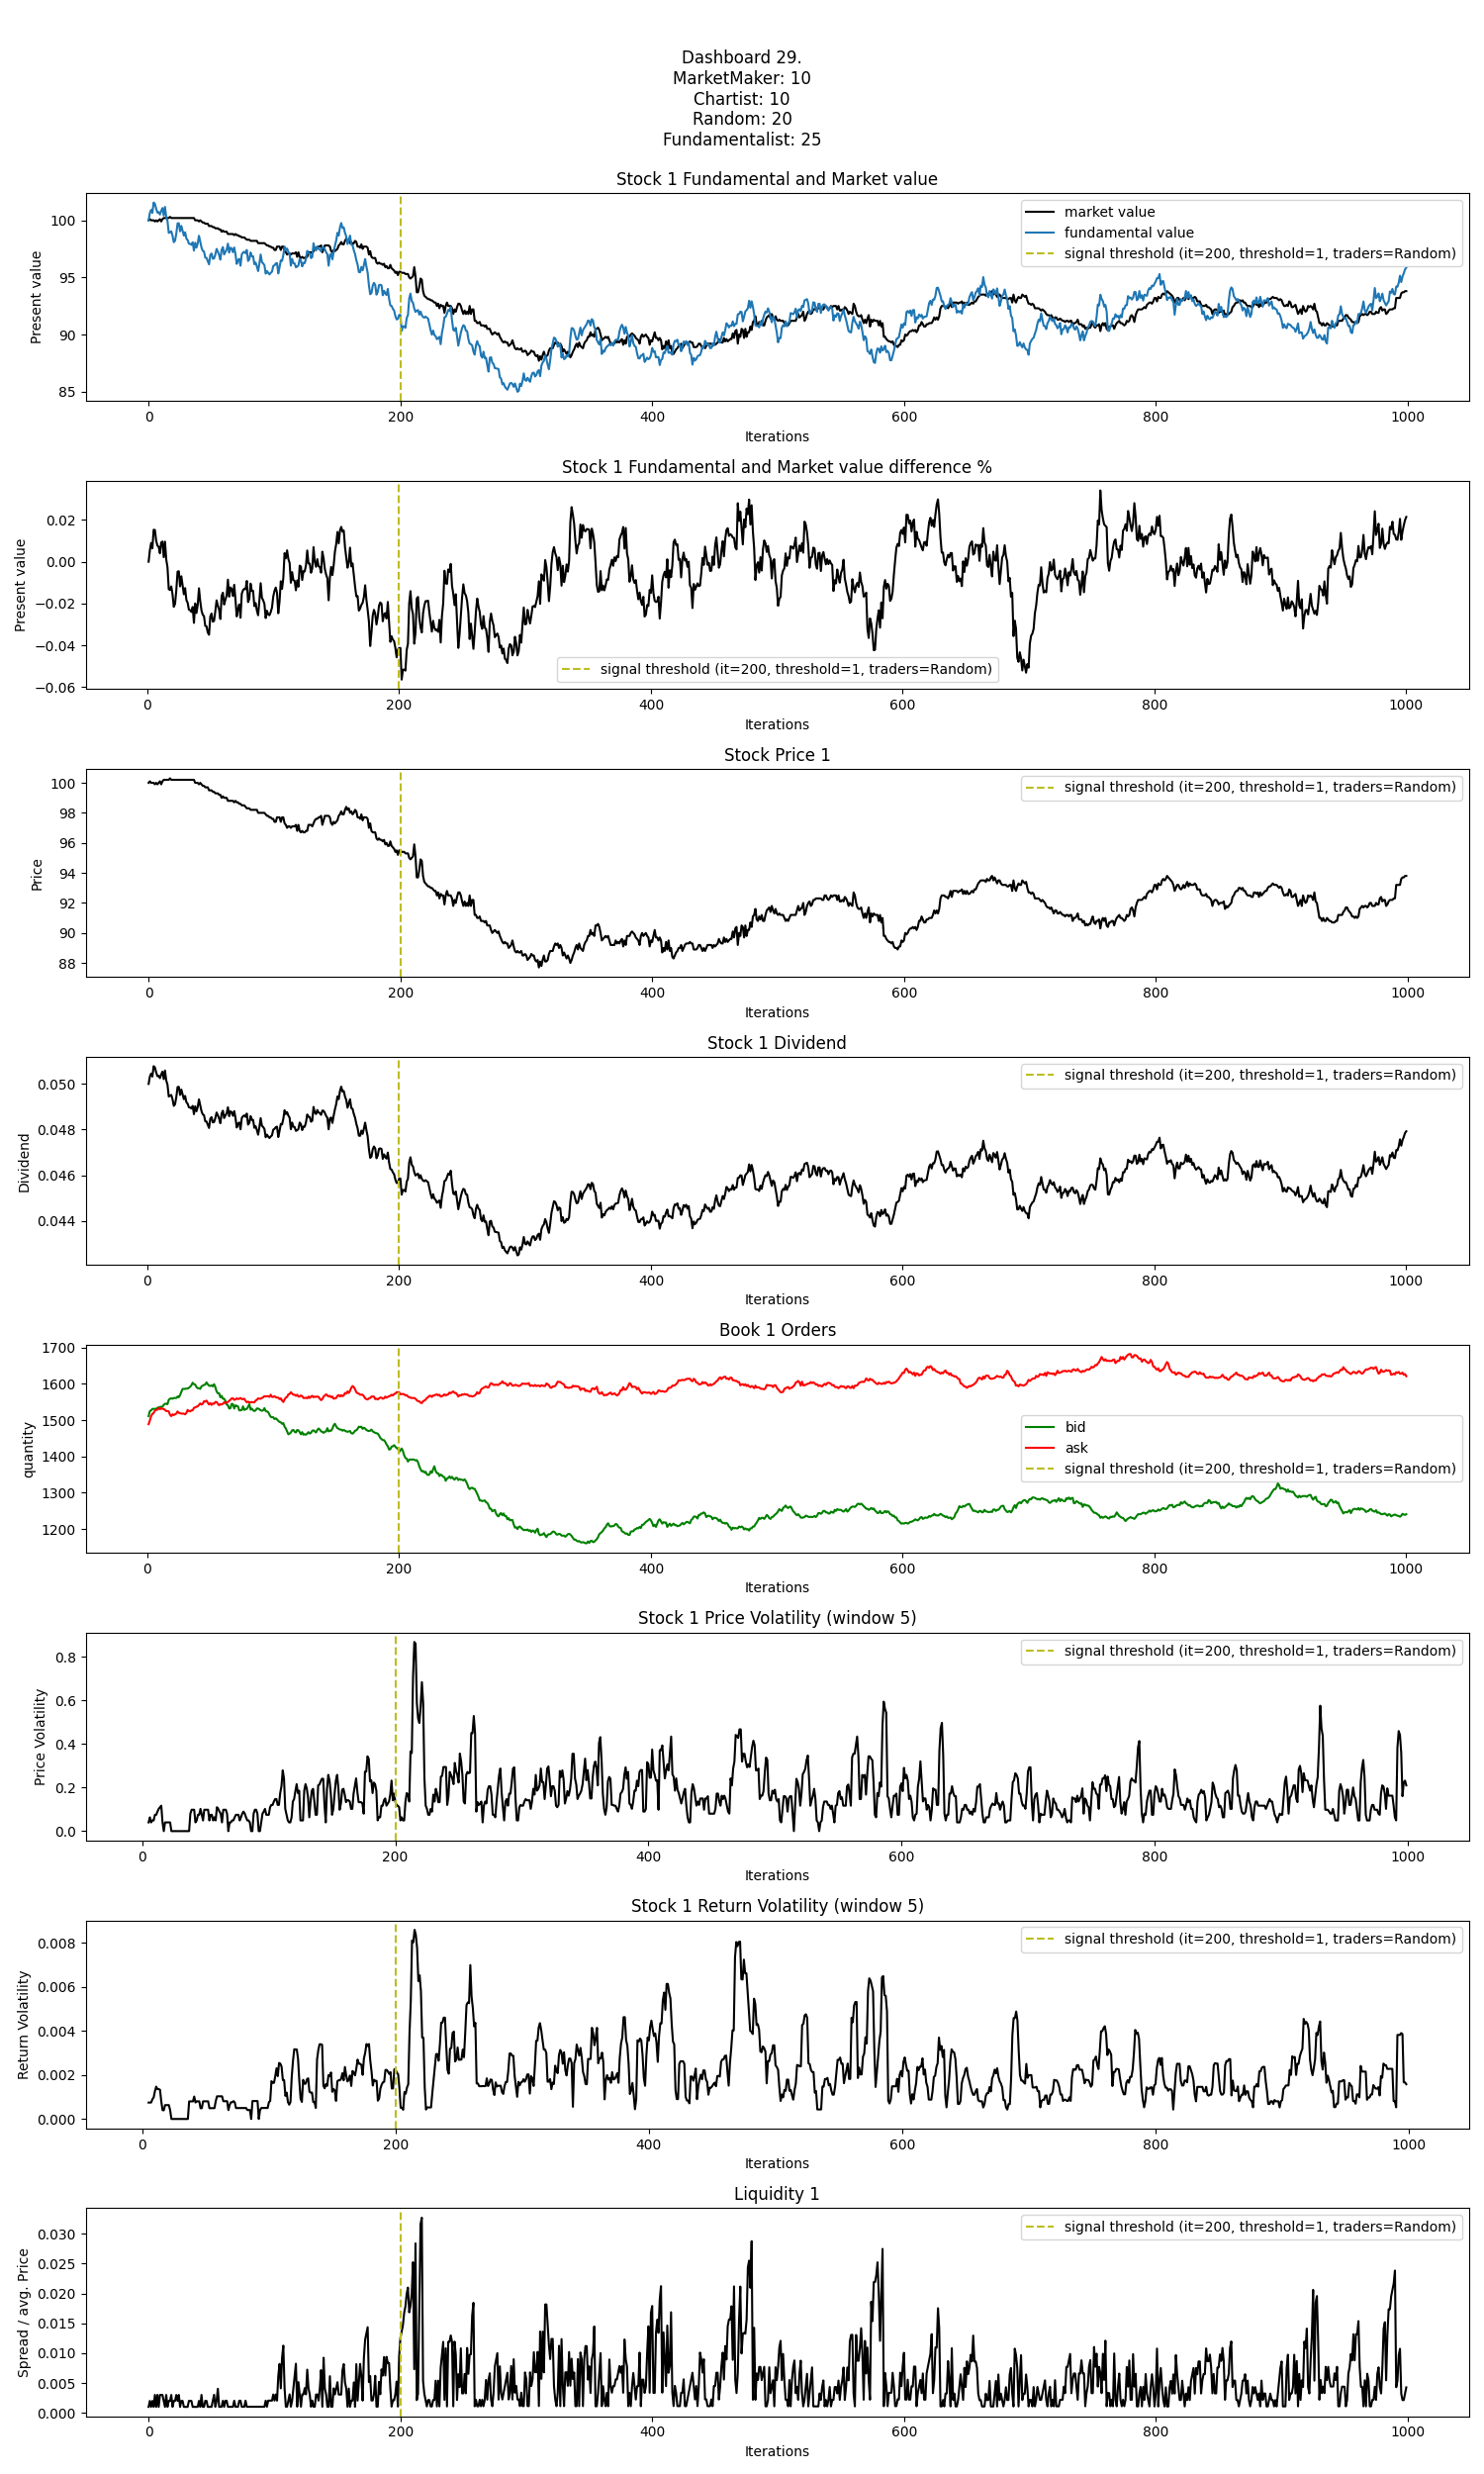 Dashboard 29.
MarketMaker: 10
Chartist: 10
Random: 20
Fundamentalist: 25
Stock 1 Fundamental and Market value
Present value
100
95
90
85
market value
fundamental value
signal threshold (it=200, threshold=1, traders=Random)
0 200 400 600 800 1000
Iterations
Stock 1 Fundamental and Market value difference %
Present value
0.02
0.00
−0.02
−0.04
−0.06
signal threshold (it=200, threshold=1, traders=Random)
0 200 400 600 800 1000
Iterations
Stock Price 1
Price
100
98
96
94
92
90
88
signal threshold (it=200, threshold=1, traders=Random)
0 200 400 600 800 1000
Iterations
Stock 1 Dividend
Dividend
0.050
0.048
0.046
0.044
signal threshold (it=200, threshold=1, traders=Random)
0 200 400 600 800 1000
Iterations
Book 1 Orders
quantity
1700
1600
1500
1400
1300
1200
bid
ask
signal threshold (it=200, threshold=1, traders=Random)
0 200 400 600 800 1000
Iterations
Stock 1 Price Volatility (window 5)
Price Volatility
0.8
0.6
0.4
0.2
0.0
signal threshold (it=200, threshold=1, traders=Random)
0 200 400 600 800 1000
Iterations
Stock 1 Return Volatility (window 5)
Return Volatility
0.008
0.006
0.004
0.002
0.000
signal threshold (it=200, threshold=1, traders=Random)
0 200 400 600 800 1000
Iterations
Liquidity 1
Spread / avg. Price
0.030
0.025
0.020
0.015
0.010
0.005
0.000
signal threshold (it=200, threshold=1, traders=Random)
0 200 400 600 800 1000
Iterations